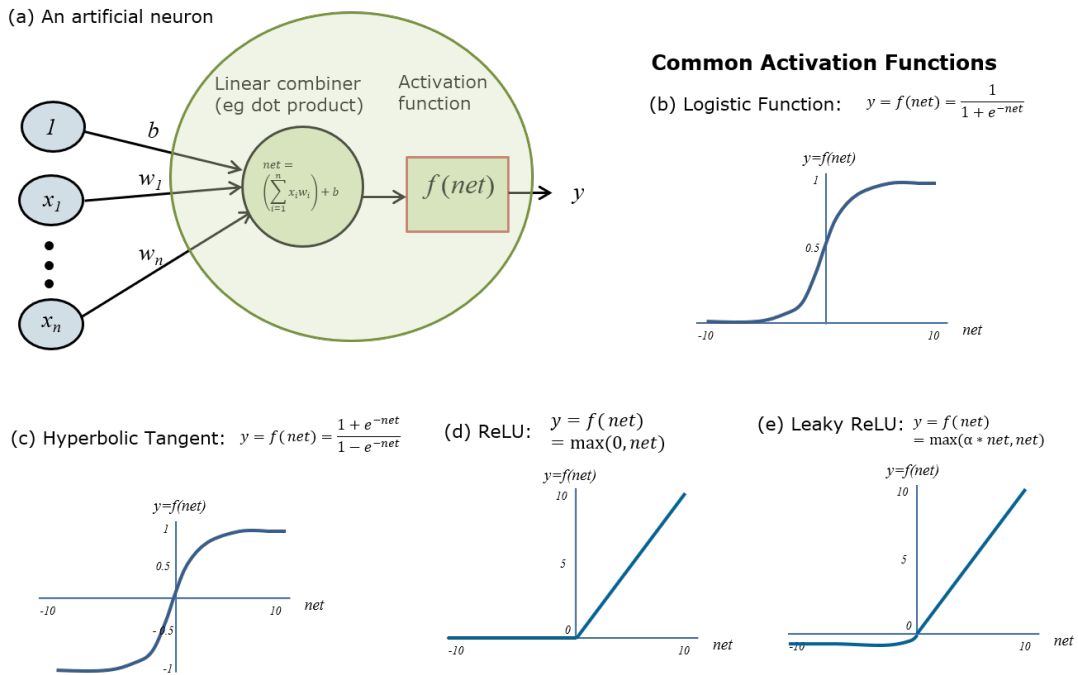 (a) An artificial neuron
Linear combiner
(eg dot product)
Activation
function
1
b
x₁
w₁
xₙ
wₙ
net =
(∑ᵢ₌₁ⁿ xᵢwᵢ) + b
f(net)
y
Common Activation Functions
(b) Logistic Function: y = f(net) = 1 / (1 + e^−net)
y=f(net)
1
0.5
-10
10
net
(c) Hyperbolic Tangent: y = f(net) = (1 + e^−net) / (1 − e^−net)
y=f(net)
1
0.5
-10
10
net
- 0.5
-1
(d) ReLU: y = f(net)
= max(0, net)
y=f(net)
10
5
0
-10
10
net
(e) Leaky ReLU: y = f(net)
= max(α * net, net)
y=f(net)
10
5
0
-10
10
net